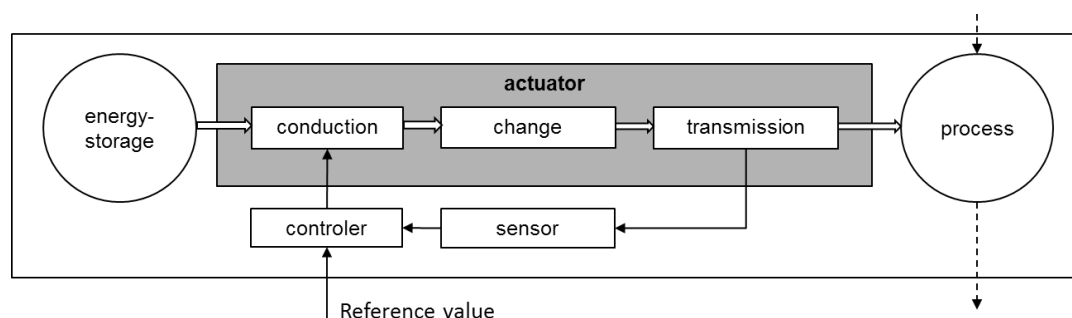 actuator
energy-
storage
conduction
change
transmission
process
controler
sensor
Reference value